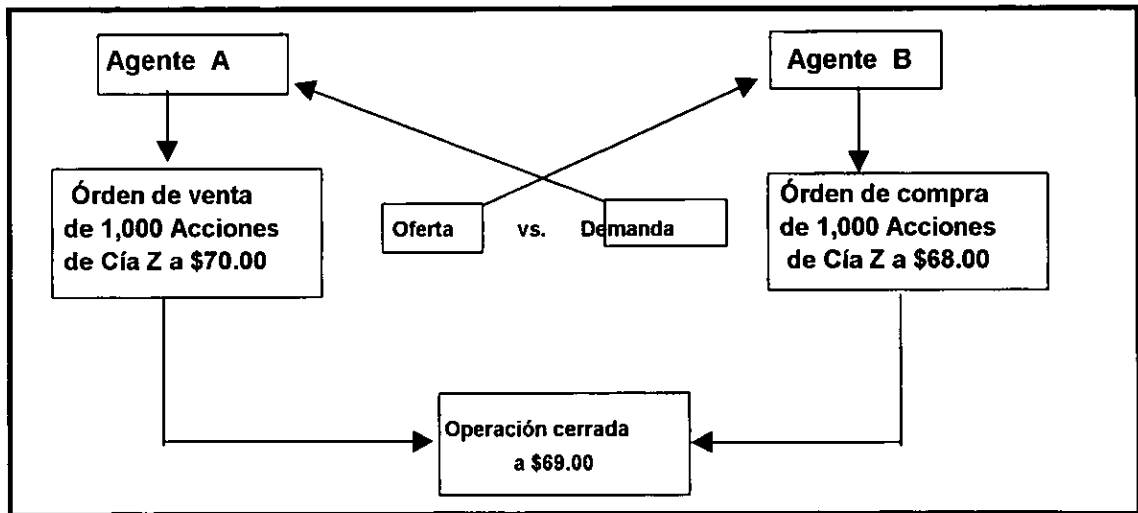 Agente A
Agente B
Órden de venta
de 1,000 Acciones
de Cía Z a $70.00
Oferta vs. Demanda
Órden de compra
de 1,000 Acciones
de Cía Z a $68.00
Operación cerrada
a $69.00